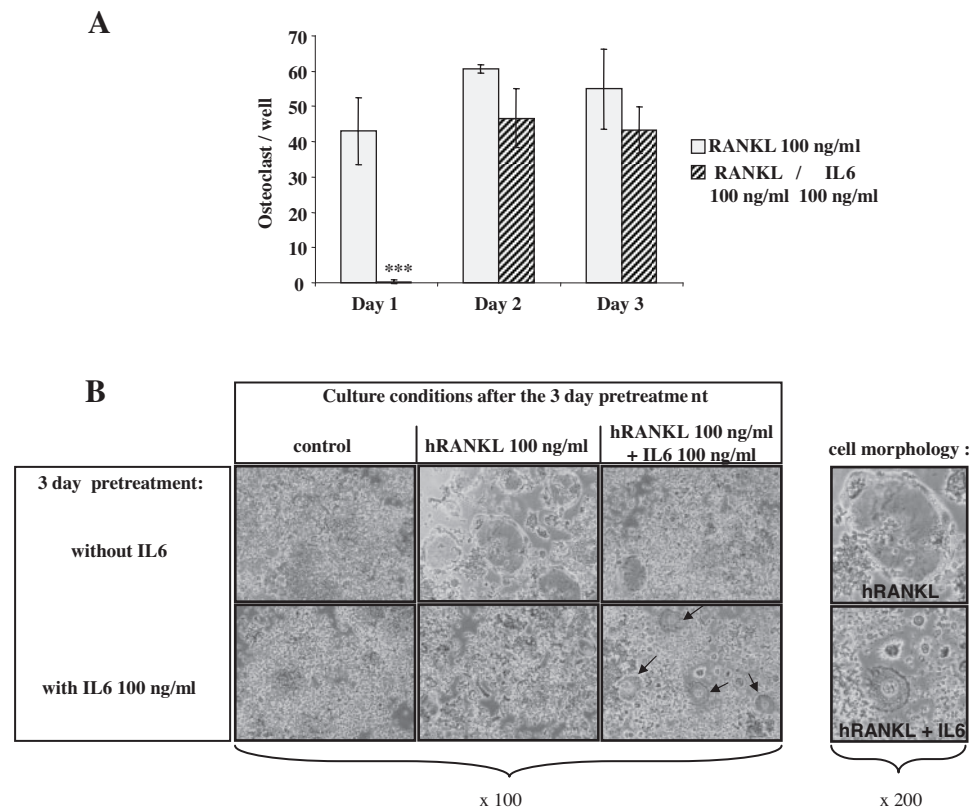 A
70
60
50
40
30
20
10
0
Osteoclast / well
***
Day 1
Day 2
Day 3
RANKL 100 ng/ml
RANKL / IL6
100 ng/ml 100 ng/ml
B
Culture conditions after the 3 day pretreatment
control
hRANKL 100 ng/ml
hRANKL 100 ng/ml
+ IL6 100 ng/ml
cell morphology :
3 day pretreatment:
without IL6
hRANKL
with IL6 100 ng/ml
hRANKL + IL6
x 100
x 200